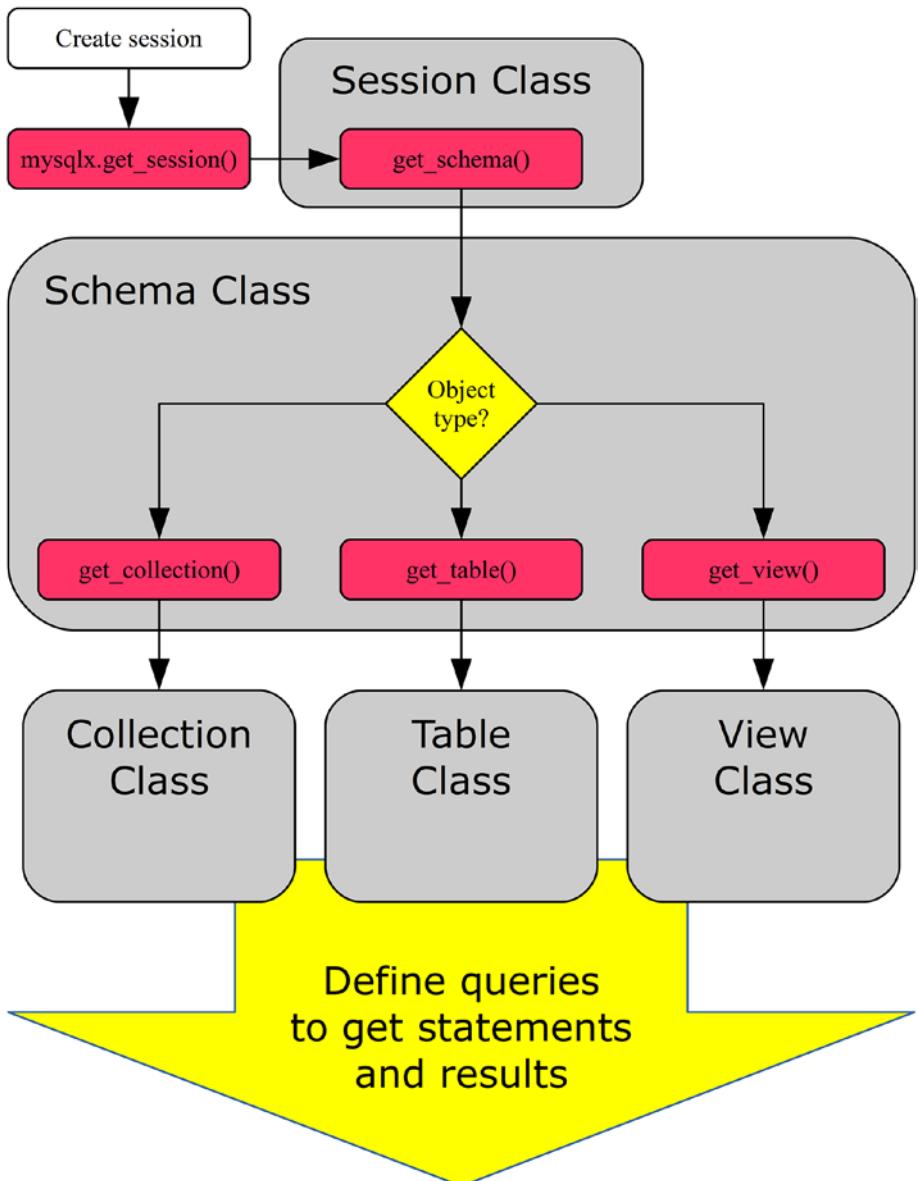 Create session
Session Class
mysqlx.get_session()
get_schema()
Schema Class
Object
type?
get_collection()
get_table()
get_view()
Collection
Class
Table
Class
View
Class
Define queries
to get statements
and results